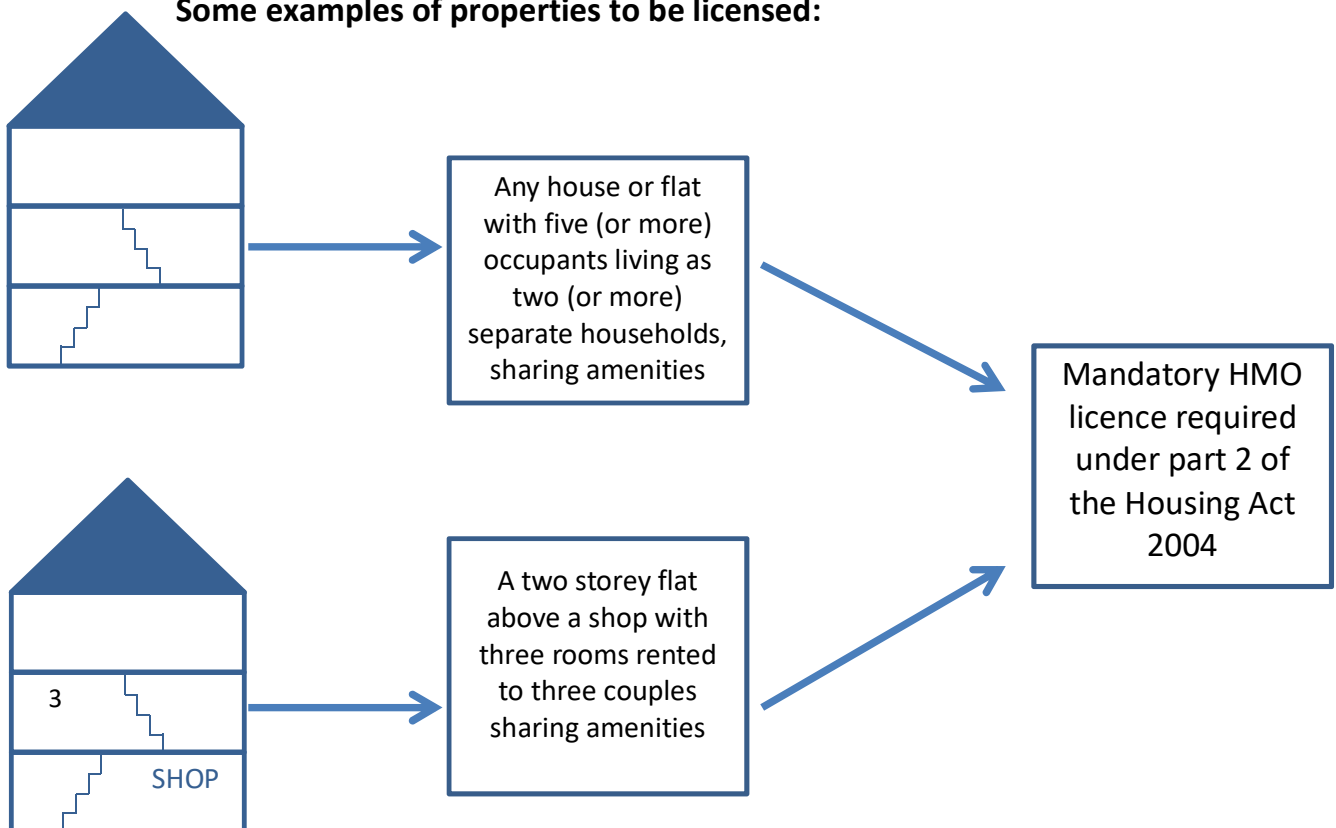 Some examples of properties to be licensed:
Any house or flat
with five (or more)
occupants living as
two (or more)
separate households,
sharing amenities
Mandatory HMO
licence required
under part 2 of
the Housing Act
2004
A two storey flat
above a shop with
three rooms rented
to three couples
sharing amenities
3
SHOP